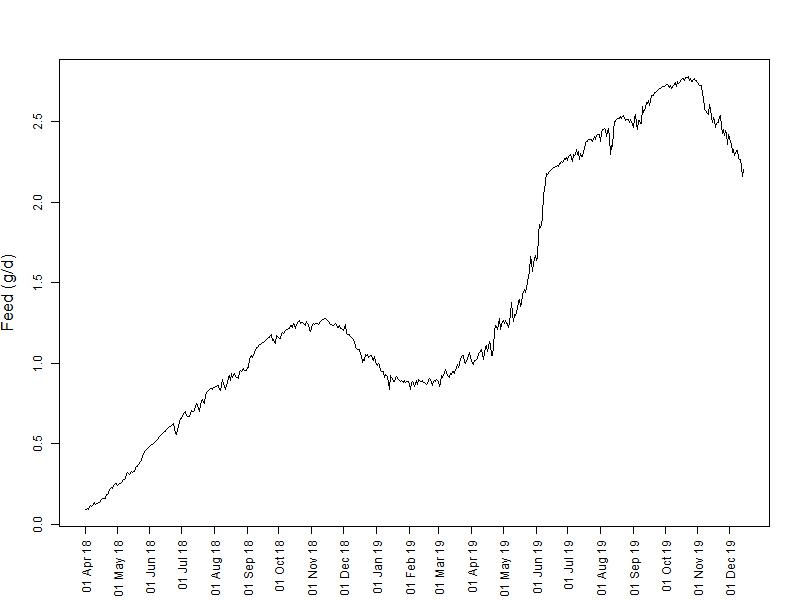 Feed (g/d)
2.5
2.0
1.5
1.0
0.5
0.0
01 Apr 18
01 May 18
01 Jun 18
01 Jul 18
01 Aug 18
01 Sep 18
01 Oct 18
01 Nov 18
01 Dec 18
01 Jan 19
01 Feb 19
01 Mar 19
01 Apr 19
01 May 19
01 Jun 19
01 Jul 19
01 Aug 19
01 Sep 19
01 Oct 19
01 Nov 19
01 Dec 19